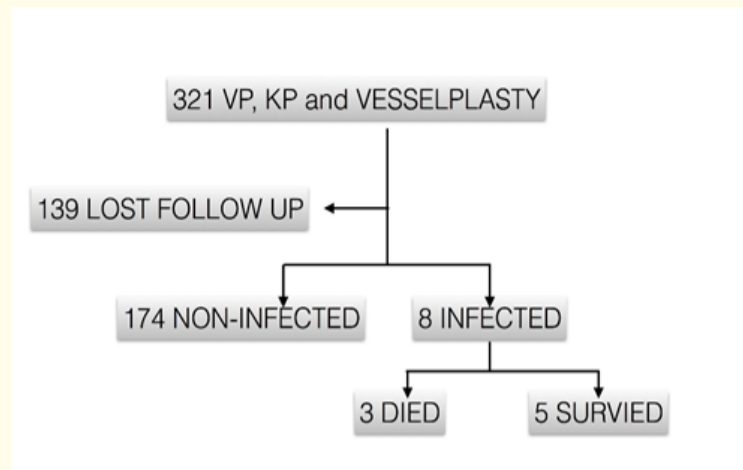 321 VP, KP and VESSELPLASTY
139 LOST FOLLOW UP
174 NON-INFECTED
8 INFECTED
3 DIED
5 SURVIED